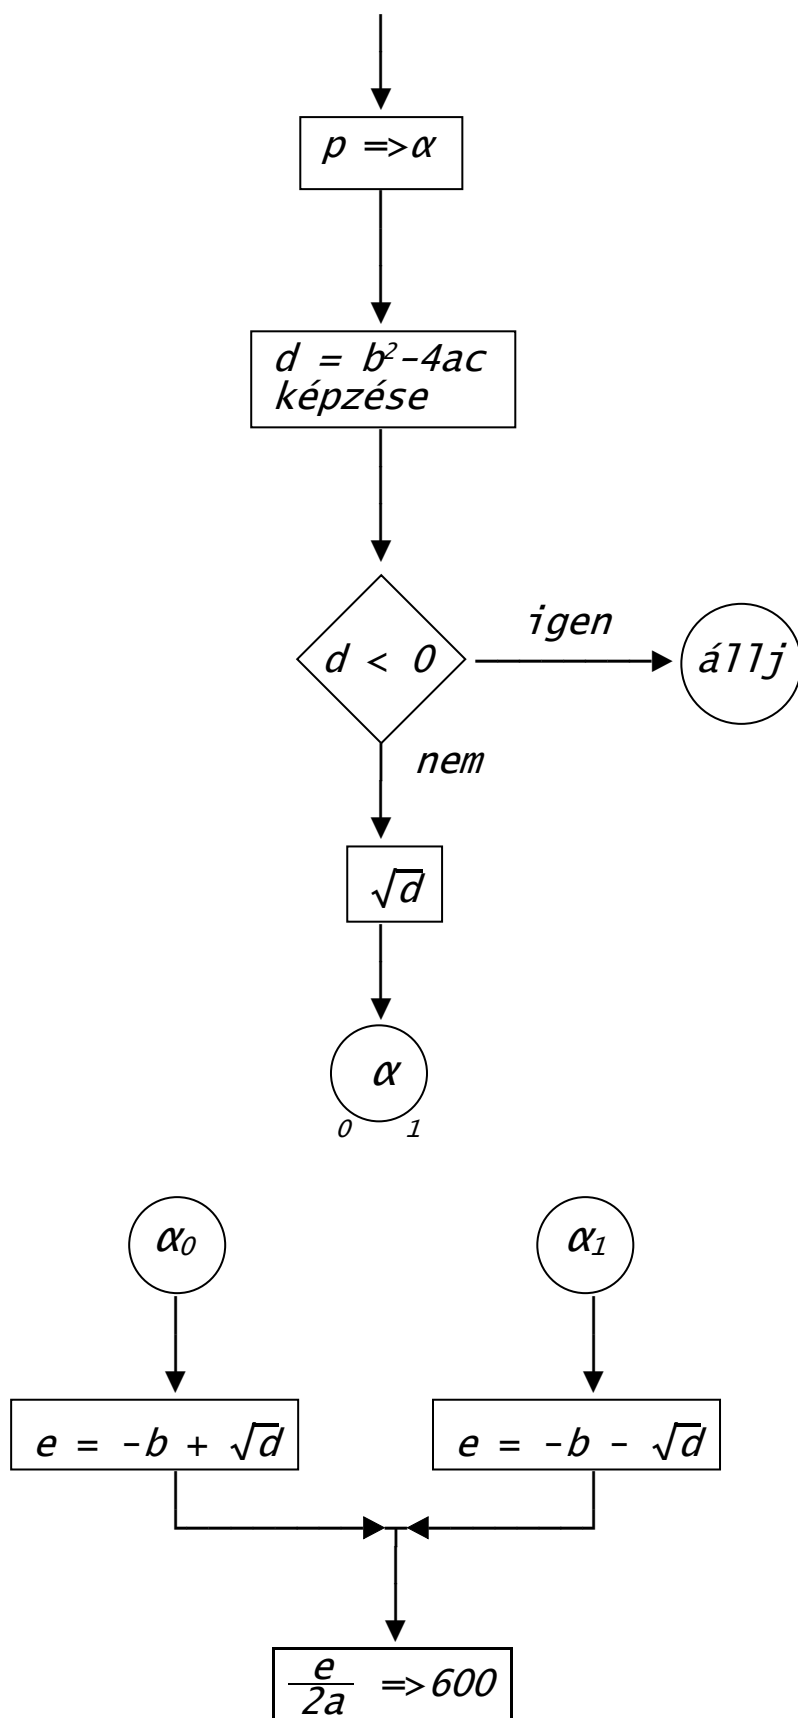 p =>α
d = b²-4ac
képzése
d < 0
igen
állj
nem
√d
α
0 1
α₀
α₁
e = -b + √d
e = -b - √d
e
2a
=>600